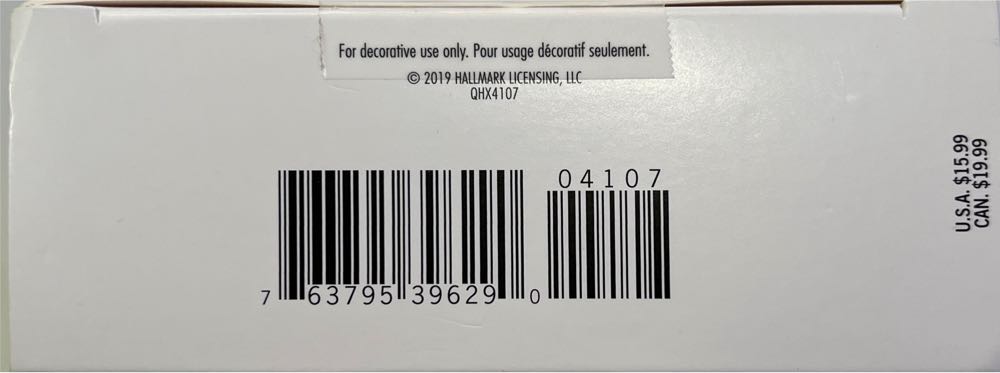 For decorative use only. Pour usage décoratif seulement.
© 2019 HALLMARK LICENSING, LLC
QHX4107
04107
7 63795 39629 0
U.S.A. $15.99
CAN. $19.99